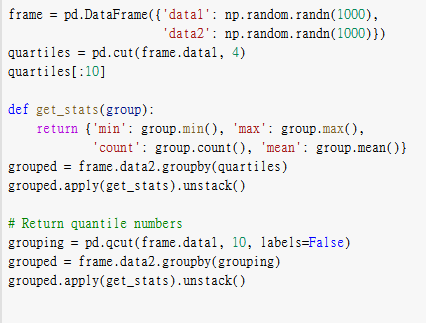 frame = pd.DataFrame({'data1': np.random.randn(1000),
                      'data2': np.random.randn(1000)})
quartiles = pd.cut(frame.data1, 4)
quartiles[:10]

def get_stats(group):
    return {'min': group.min(), 'max': group.max(),
            'count': group.count(), 'mean': group.mean()}
grouped = frame.data2.groupby(quartiles)
grouped.apply(get_stats).unstack()

# Return quantile numbers
grouping = pd.qcut(frame.data1, 10, labels=False)
grouped = frame.data2.groupby(grouping)
grouped.apply(get_stats).unstack()